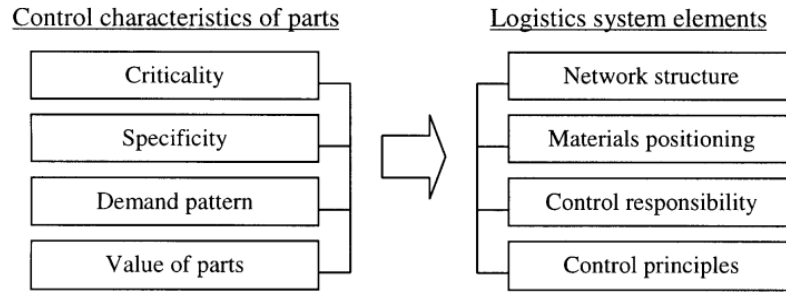 Control characteristics of parts
Criticality
Specificity
Demand pattern
Value of parts
Logistics system elements
Network structure
Materials positioning
Control responsibility
Control principles